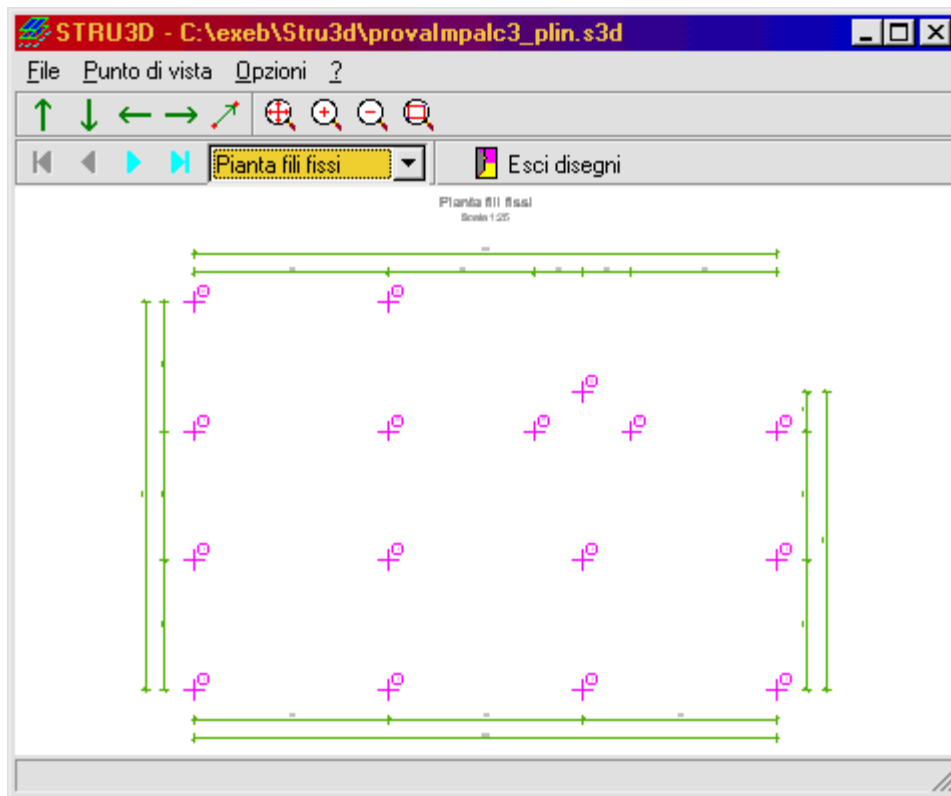 STRU3D - C:\exeb\Stru3d\provaImpalc3_plin.s3d
File Punto di vista Opzioni ?
Pianta fili fissi Esci disegni
Pianta fili fissi
Scala 1:25